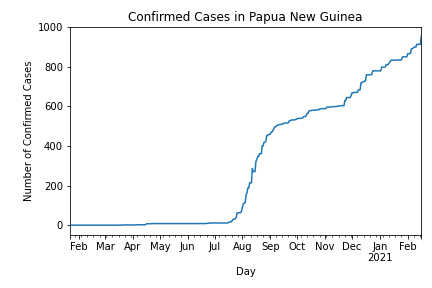 Confirmed Cases in Papua New Guinea
1000
800
600
400
200
0
Number of Confirmed Cases
Feb Mar Apr May Jun Jul Aug Sep Oct Nov Dec Jan Feb
2021
Day